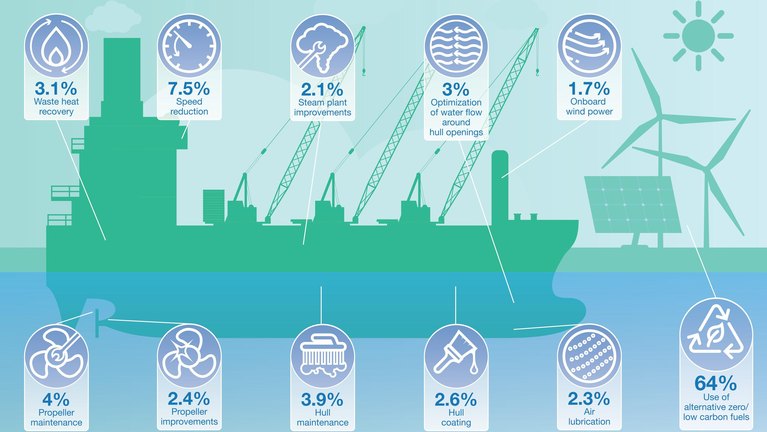 3.1%
Waste heat
recovery
7.5%
Speed
reduction
2.1%
Steam plant
improvements
3%
Optimization
of water flow
around
hull openings
1.7%
Onboard
wind power
4%
Propeller
maintenance
2.4%
Propeller
improvements
3.9%
Hull
maintenance
2.6%
Hull
coating
2.3%
Air
lubrication
64%
Use of
alternative zero/
low carbon fuels